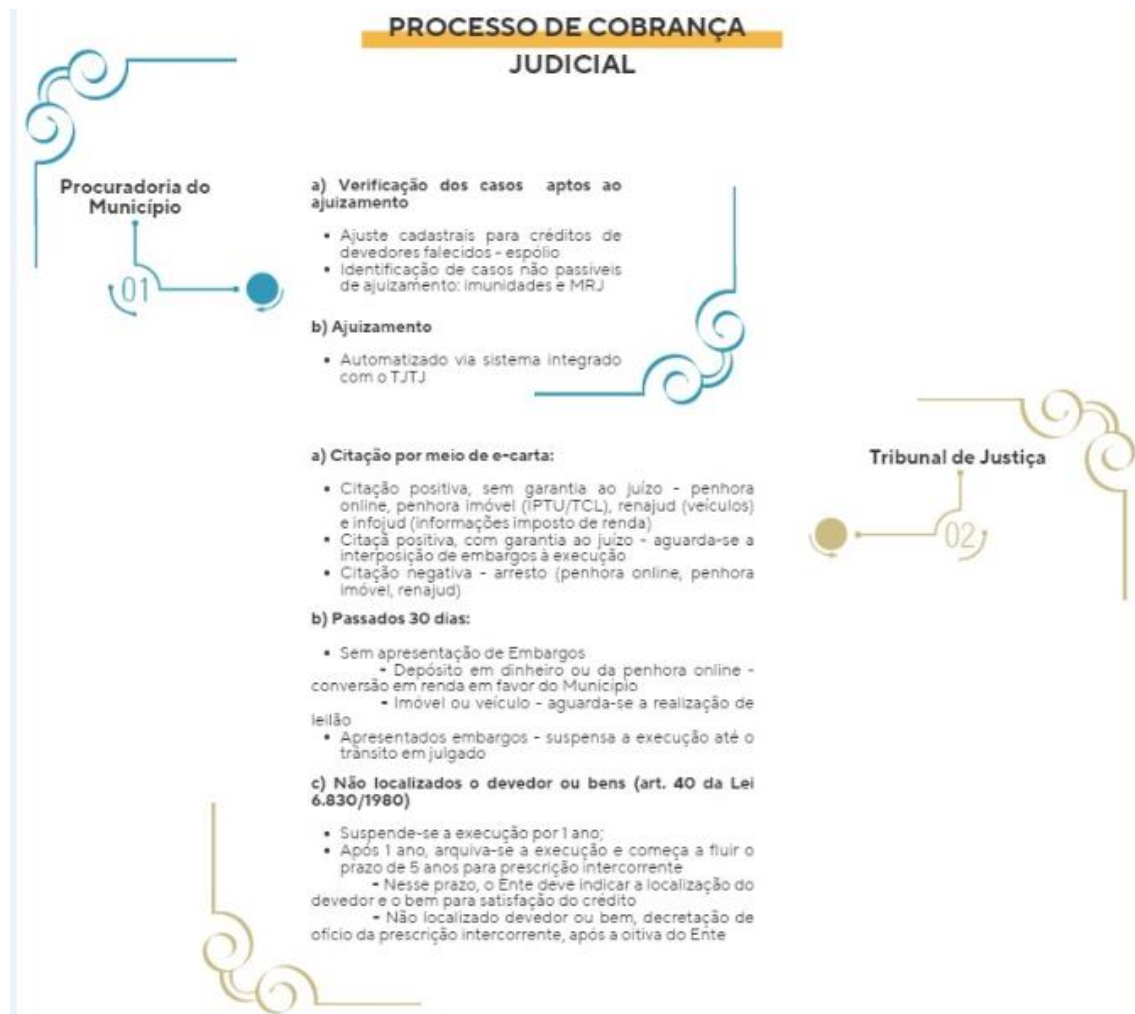 PROCESSO DE COBRANÇA
JUDICIAL
Procuradoria do
Município
01
a) Verificação dos casos aptos ao
ajuizamento
• Ajuste cadastrais para créditos de
devedores falecidos - espólio
• Identificação de casos não passíveis
de ajuizamento: imunidades e MRJ
b) Ajuizamento
• Automatizado via sistema integrado
com o TJTJ
Tribunal de Justiça
02
a) Citação por meio de e-carta:
• Citação positiva, sem garantia ao juízo - penhora
online, penhora imóvel (IPTU/TCL), renajud (veículos)
e infojud (informações imposto de renda)
• Citaçã positiva, com garantia ao juízo - aguarda-se a
interposição de embargos à execução
• Citação negativa - arresto (penhora online, penhora
imóvel, renajud)
b) Passados 30 dias:
• Sem apresentação de Embargos
- Depósito em dinheiro ou da penhora online -
conversão em renda em favor do Município
- Imóvel ou veículo - aguarda-se a realização de
leilão
• Apresentados embargos - suspensa a execução até o
trânsito em julgado
c) Não localizados o devedor ou bens (art. 40 da Lei
6.830/1980)
• Suspende-se a execução por 1 ano;
• Após 1 ano, arquiva-se a execução e começa a fluir o
prazo de 5 anos para prescrição intercorrente
- Nesse prazo, o Ente deve indicar a localização do
devedor e o bem para satisfação do crédito
- Não localizado devedor ou bem, decretação de
ofício da prescrição intercorrente, após a oitiva do Ente